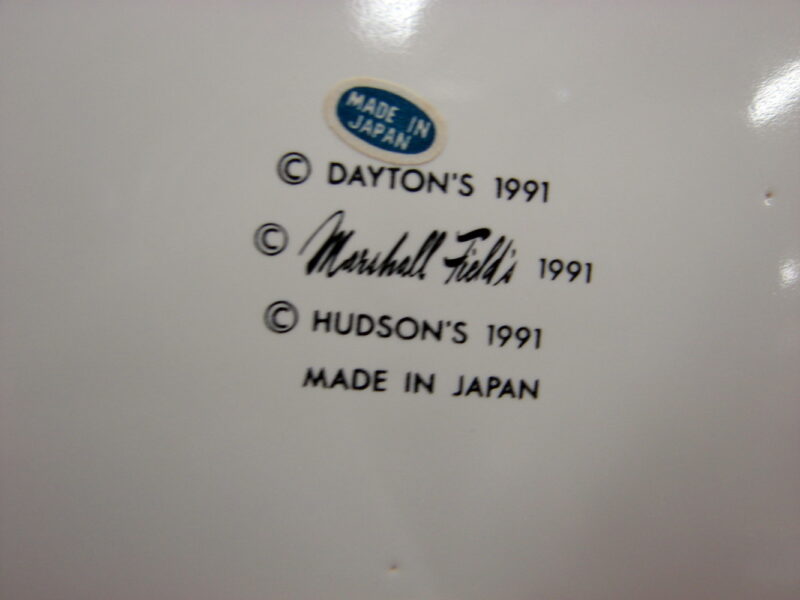 MADE IN
JAPAN
© DAYTON'S 1991
© Marshall Field's 1991
© HUDSON'S 1991
MADE IN JAPAN